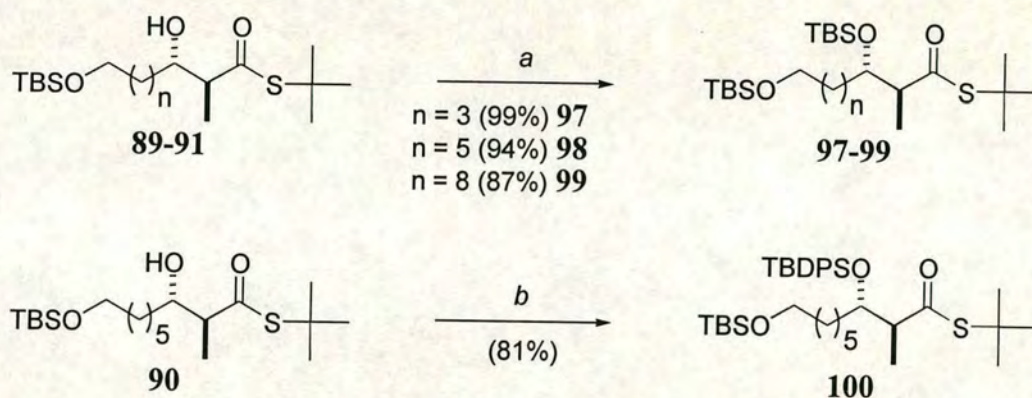 HO
O
a
TBSO
O
TBSO
( )n
S
TBSO
( )n
S
n = 3 (99%) 97
89-91
n = 5 (94%) 98
97-99
n = 8 (87%) 99
HO
O
b
TBDPSO
O
TBSO
( )5
S
(81%)
TBSO
( )5
S
90
100